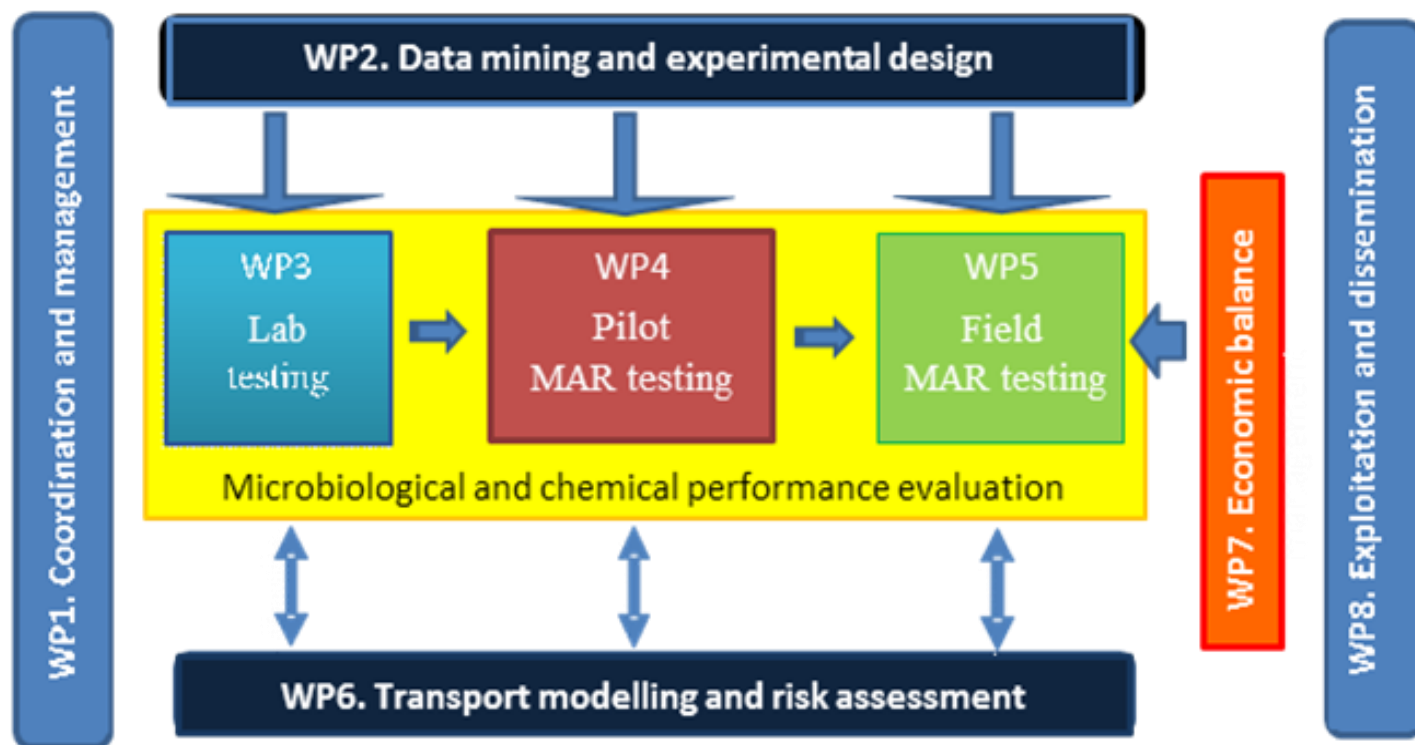 WP1. Coordination and management
WP2. Data mining and experimental design
WP3
Lab
testing
WP4
Pilot
MAR testing
WP5
Field
MAR testing
Microbiological and chemical performance evaluation
WP6. Transport modelling and risk assessment
WP7. Economic balance
WP8. Exploitation and dissemination